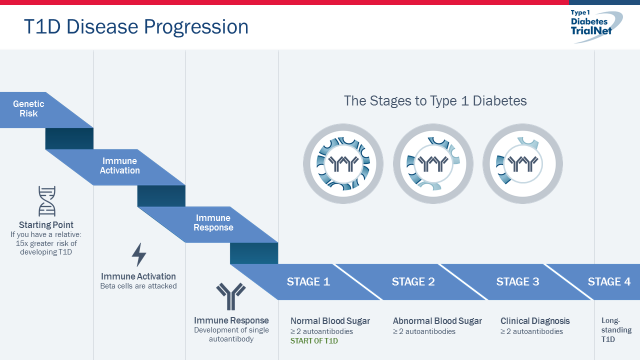 T1D Disease Progression
Type 1
Diabetes
TrialNet
Genetic
Risk
Immune
Activation
Immune
Response
The Stages to Type 1 Diabetes
STAGE 1
STAGE 2
STAGE 3
STAGE 4
Starting Point
If you have a relative:
15x greater risk of
developing T1D
Immune Activation
Beta cells are attacked
Immune Response
Development of single
autoantibody
Normal Blood Sugar
≥ 2 autoantibodies
START OF T1D
Abnormal Blood Sugar
≥ 2 autoantibodies
Clinical Diagnosis
≥ 2 autoantibodies
Long-
standing
T1D